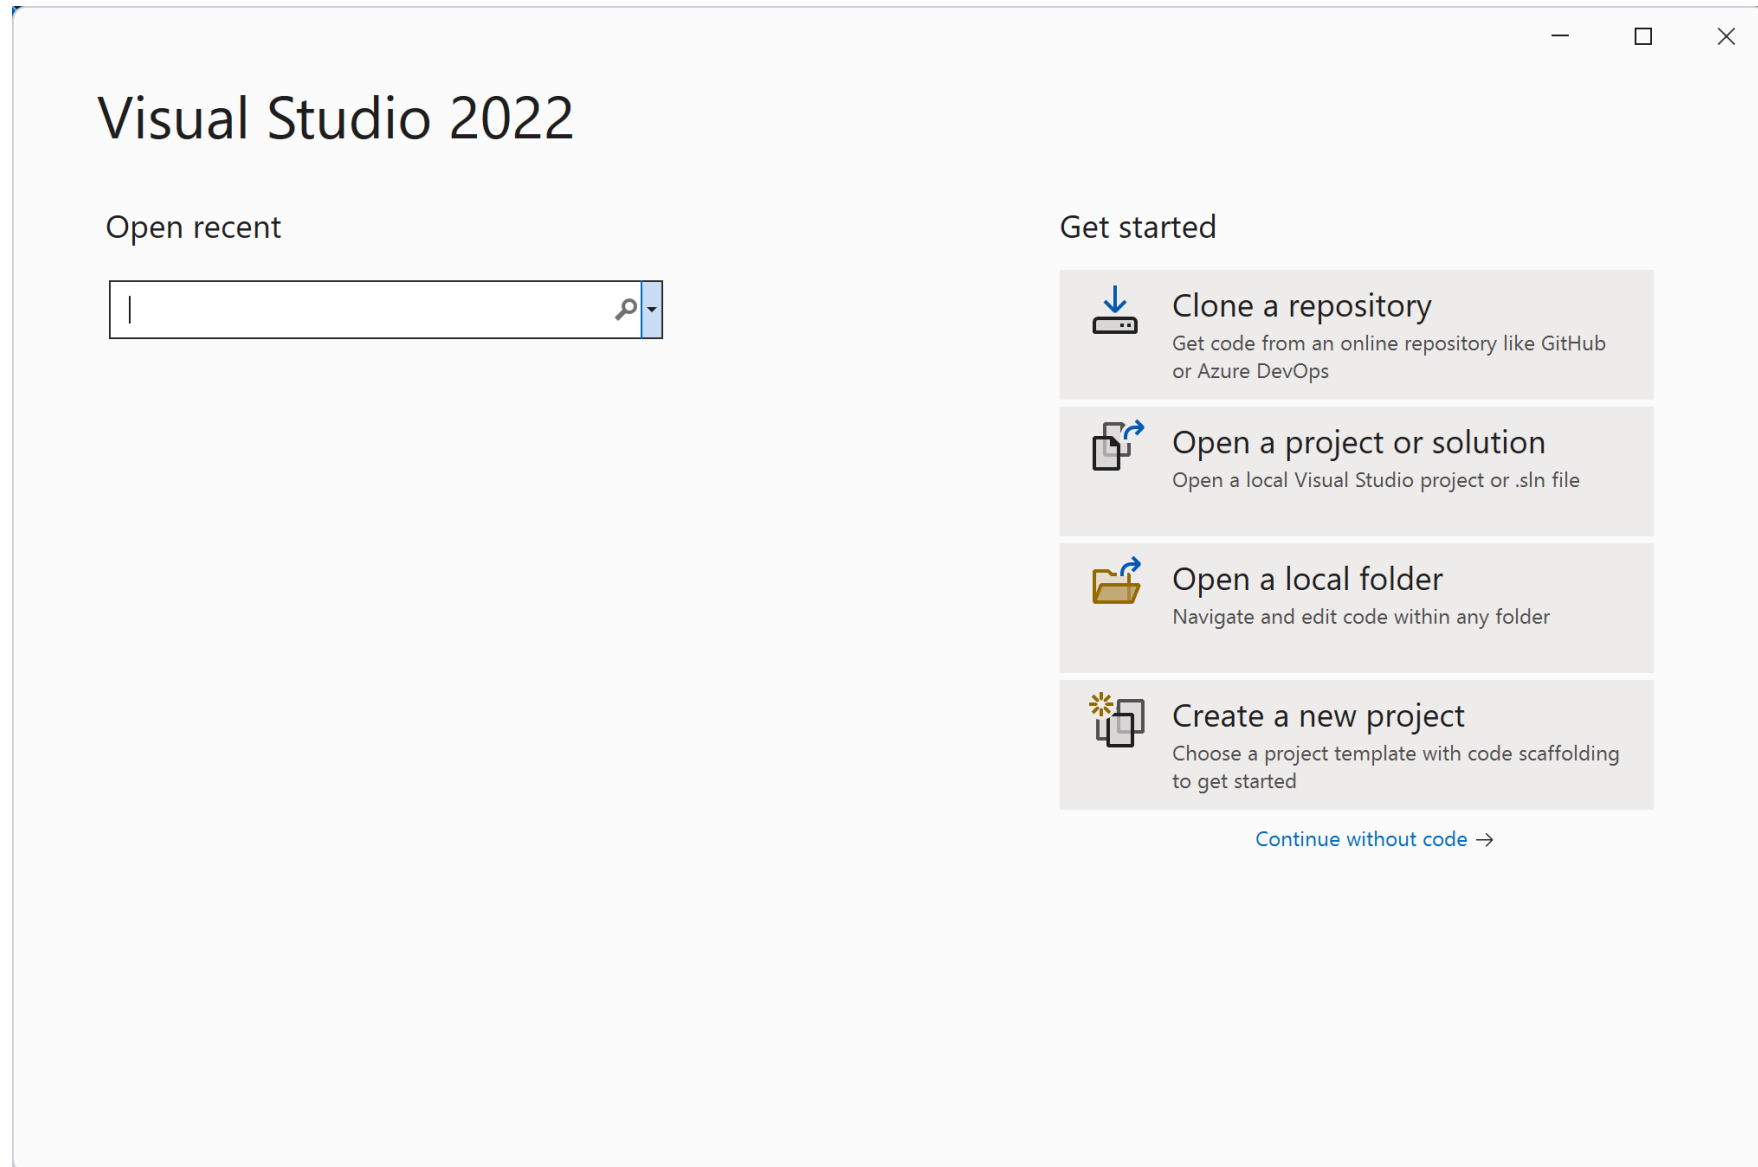 Visual Studio 2022
Open recent
Get started
Clone a repository
Get code from an online repository like GitHub
or Azure DevOps
Open a project or solution
Open a local Visual Studio project or .sln file
Open a local folder
Navigate and edit code within any folder
Create a new project
Choose a project template with code scaffolding
to get started
Continue without code →